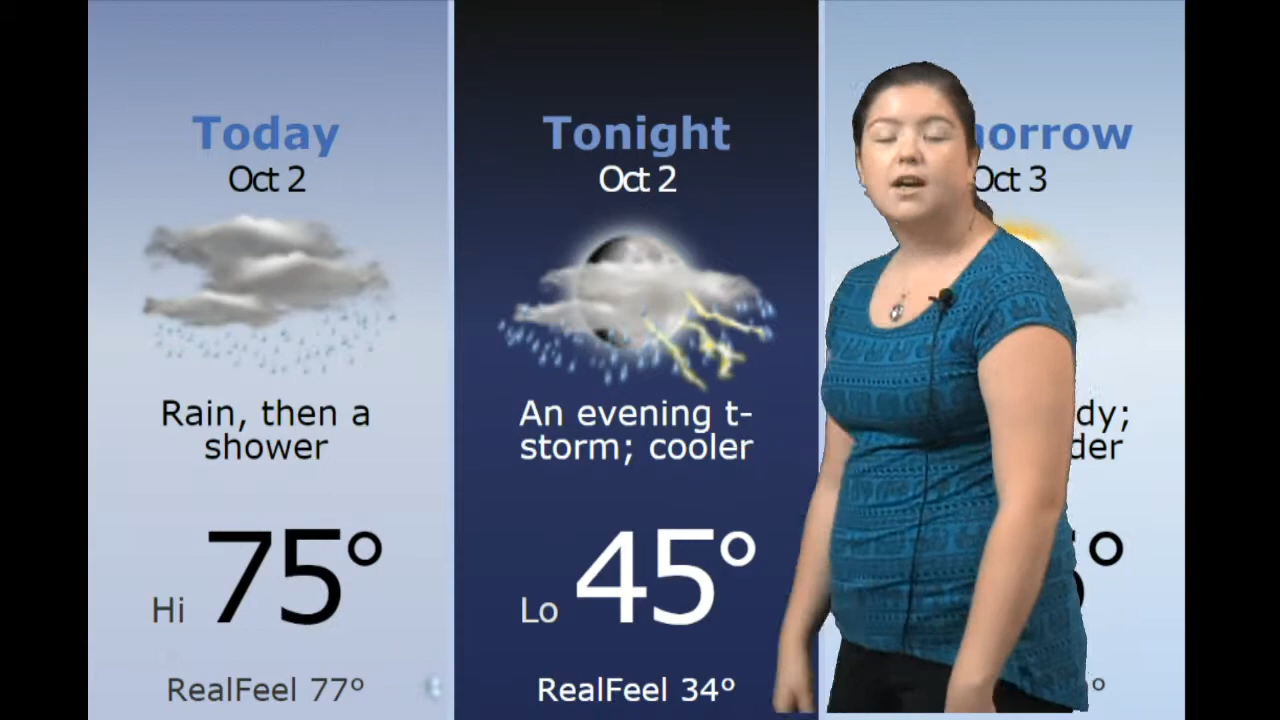 Today
Oct 2
Rain, then a
shower
Hi 75°
RealFeel 77°
Tonight
Oct 2
An evening t-
storm; cooler
Lo 45°
RealFeel 34°
Oct 3